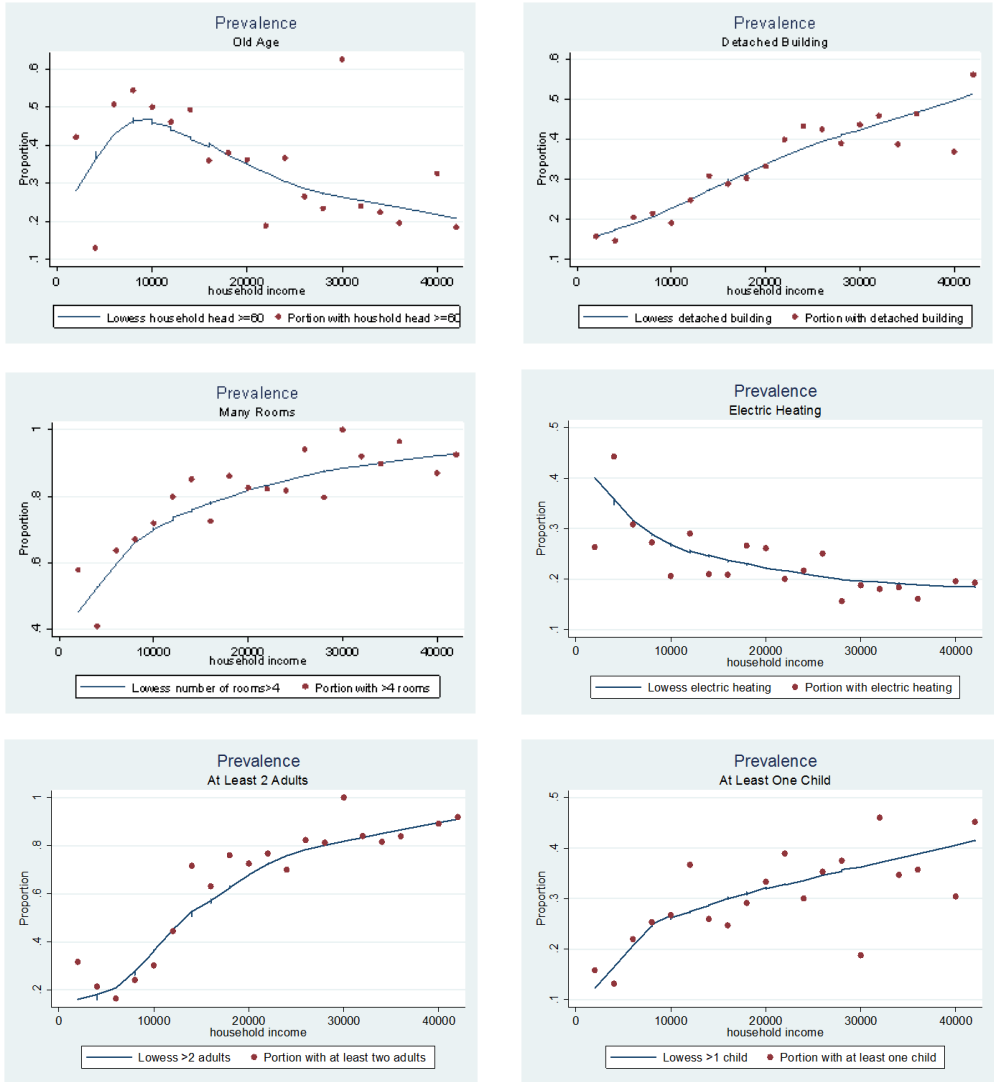 Prevalence
Old Age
Proportion
.1 .2 .3 .4 .5 .6
0 10000 20000 30000 40000
household income
Lowess household head >=60 Portion with houshold head >=60
Prevalence
Detached Building
Proportion
.1 .2 .3 .4 .5 .6
0 10000 20000 30000 40000
household income
Lowess detached building Portion with detached building
Prevalence
Many Rooms
Proportion
.4 .6 .8 1
0 10000 20000 30000 40000
household income
Lowess number of rooms>4 Portion with >4 rooms
Prevalence
Electric Heating
Proportion
.1 .2 .3 .4 .5
0 10000 20000 30000 40000
household income
Lowess electric heating Portion with electric heating
Prevalence
At Least 2 Adults
Proportion
.2 .4 .6 .8 1
0 10000 20000 30000 40000
household income
Lowess >2 adults Portion with at least two adults
Prevalence
At Least One Child
Proportion
.1 .2 .3 .4 .5
0 10000 20000 30000 40000
household income
Lowess >1 child Portion with at least one child